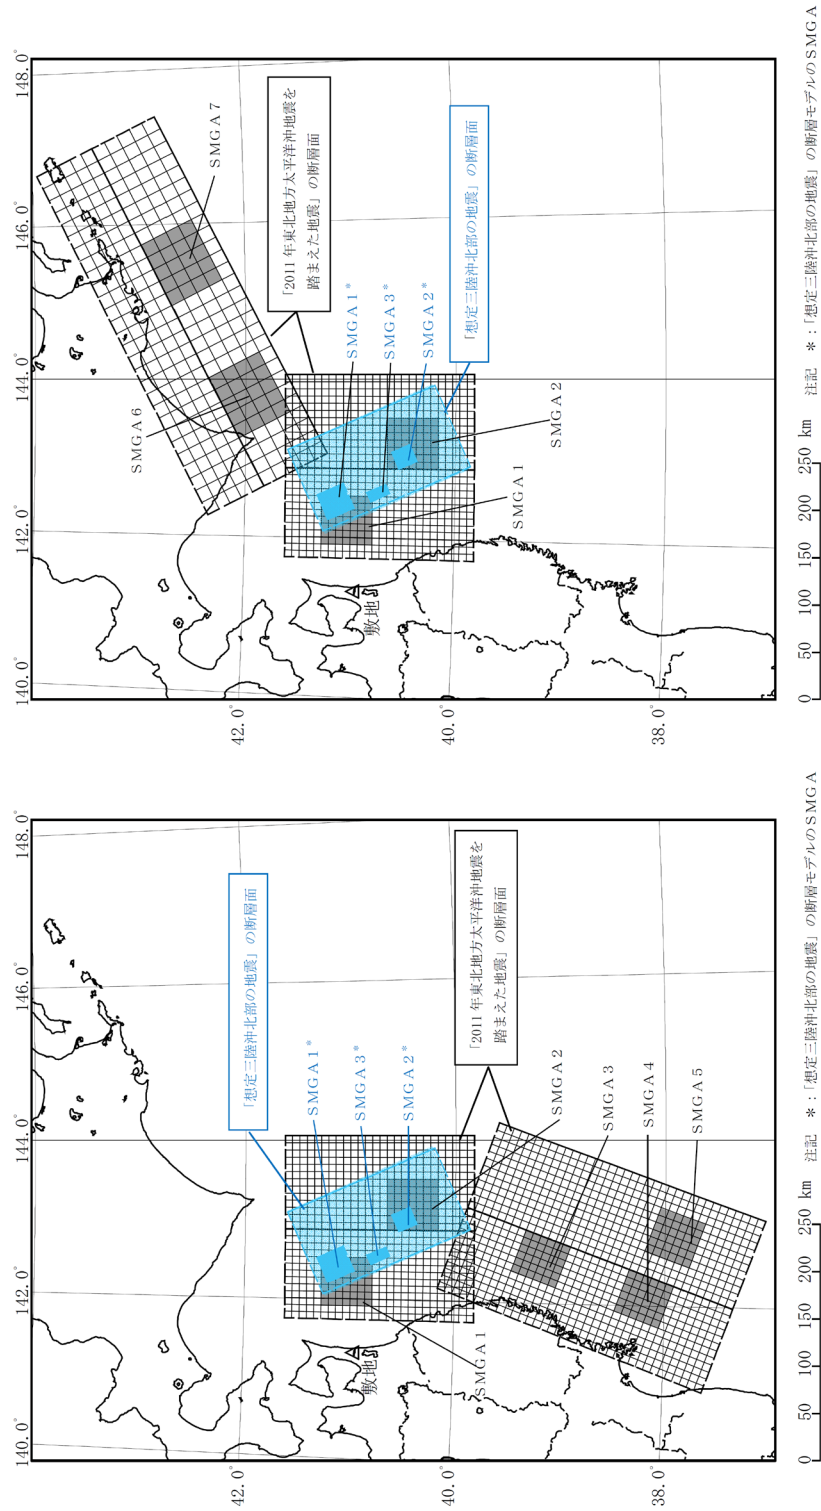 140.0°
142.0°
144.0°
146.0°
148.0°
42.0°
40.0°
38.0°
「想定三陸沖北部の地震」の断層面
SMGA1*
SMGA3*
SMGA2*
敷地
SMGA1
「2011年東北地方太平洋沖地震を
踏まえた地震」の断層面
SMGA2
SMGA3
SMGA4
SMGA5
0 50 100 150 200 250 km
注記 *:「想定三陸沖北部の地震」の断層モデルのSMGA
140.0°
142.0°
144.0°
146.0°
148.0°
42.0°
40.0°
38.0°
SMGA6
SMGA7
「2011年東北地方太平洋沖地震を
踏まえた地震」の断層面
SMGA1*
SMGA3*
SMGA2*
敷地
「想定三陸沖北部の地震」の断層面
SMGA1
SMGA2
0 50 100 150 200 250 km
注記 *:「想定三陸沖北部の地震」の断層モデルのSMGA